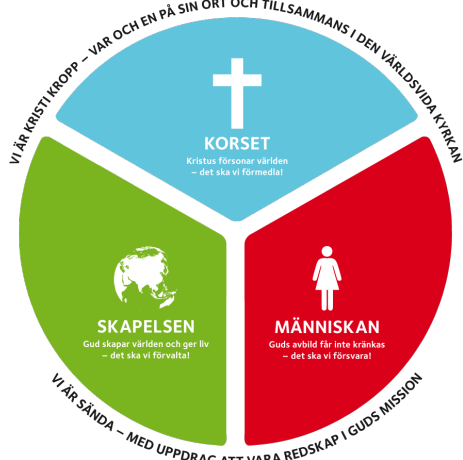 VI ÄR KRISTI KROPP – VAR OCH EN PÅ SIN ORT OCH TILLSAMMANS I DEN VÄRLDSVIDA KYRKAN
KORSET
Kristus försonar världen
– det ska vi förmedla!
SKAPELSEN
Gud skapar världen och ger liv
– det ska vi förvalta!
MÄNNISKAN
Guds avbild får inte kränkas
– det ska vi försvara!
VI ÄR SÄNDA – MED UPPDRAG ATT VARA REDSKAP I GUDS MISSION